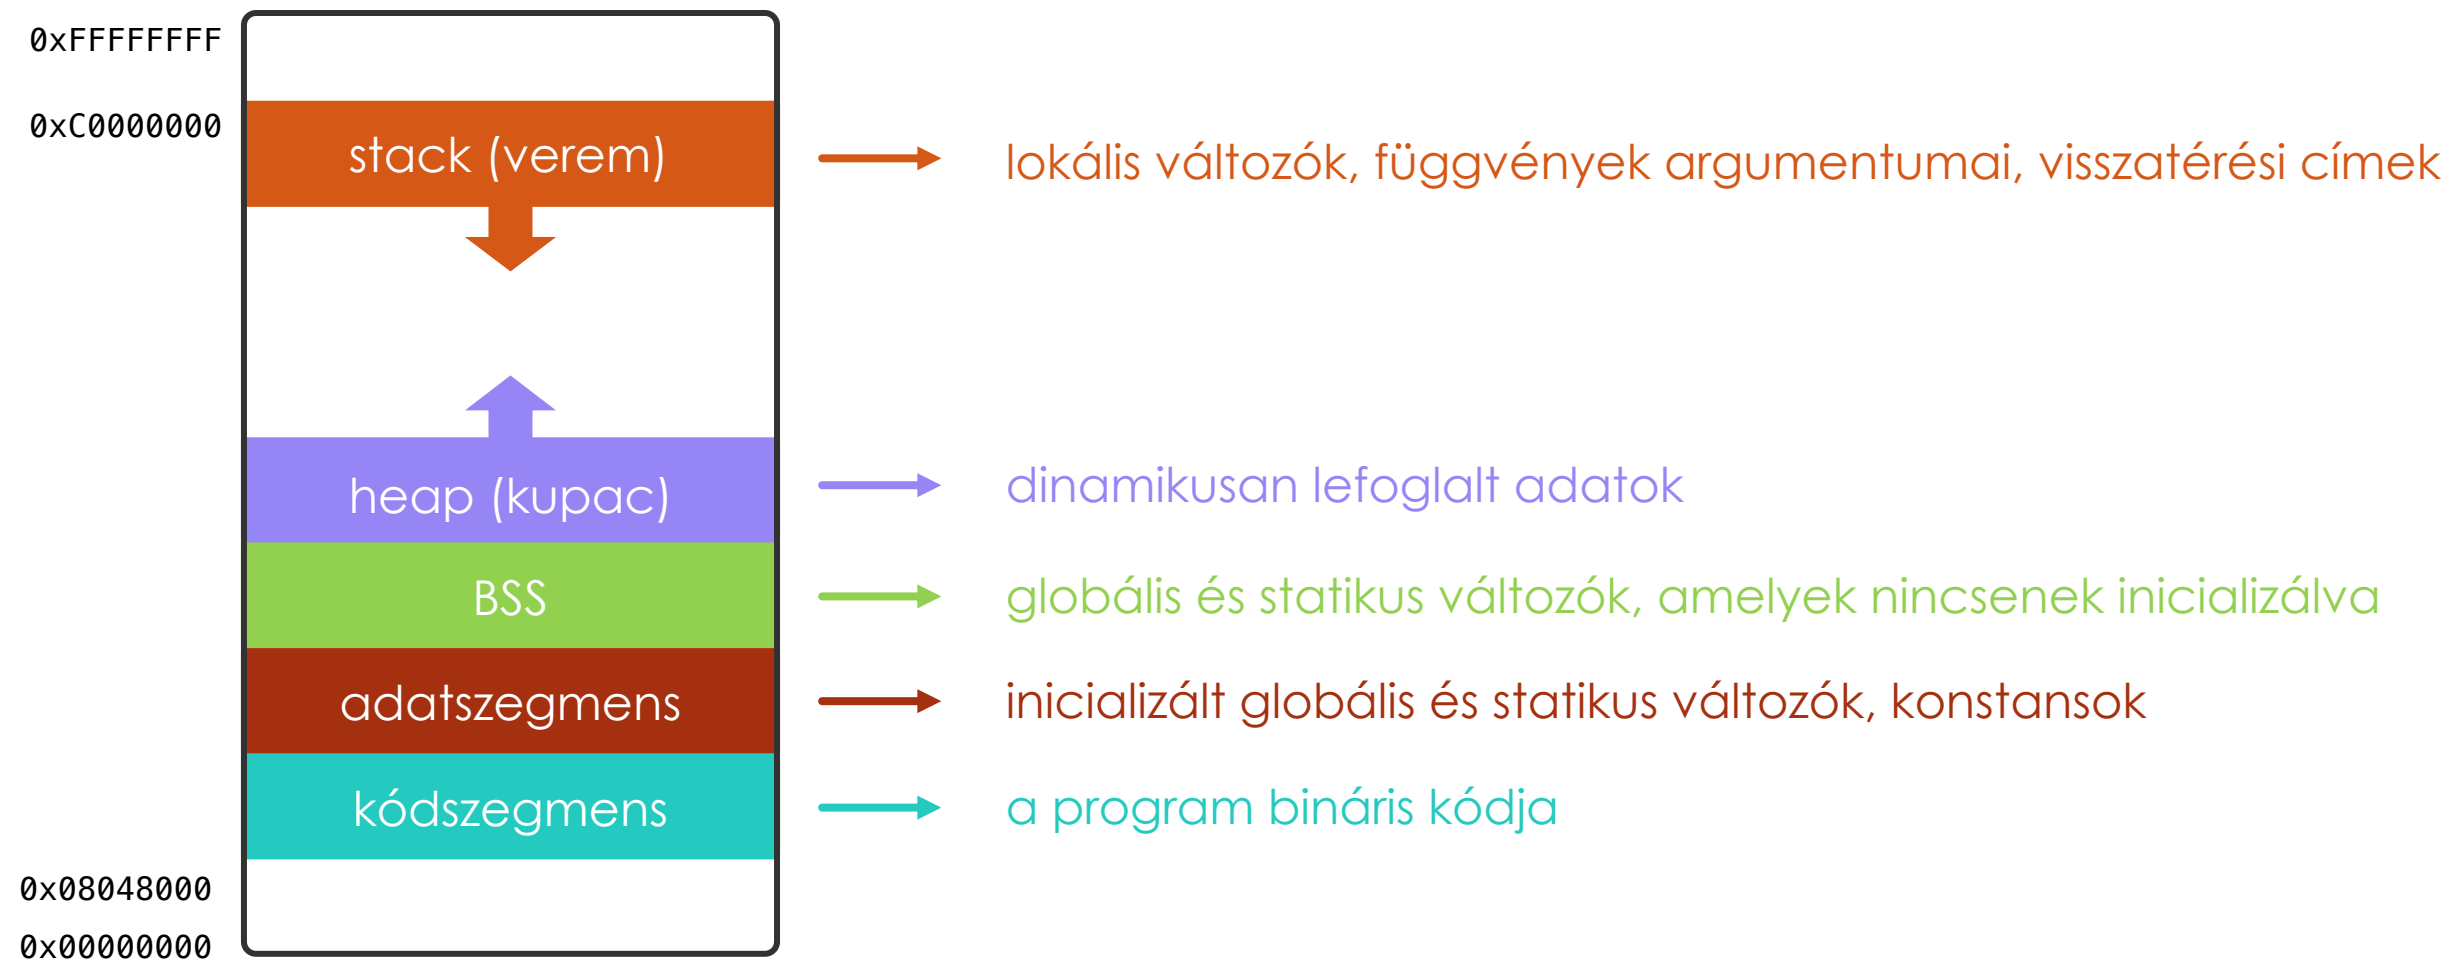 0xFFFFFFFF
0xC0000000
stack (verem)
lokális változók, függvények argumentumai, visszatérési címek
heap (kupac)
dinamikusan lefoglalt adatok
BSS
globális és statikus változók, amelyek nincsenek inicializálva
adatszegmens
inicializált globális és statikus változók, konstansok
kódszegmens
a program bináris kódja
0x08048000
0x00000000